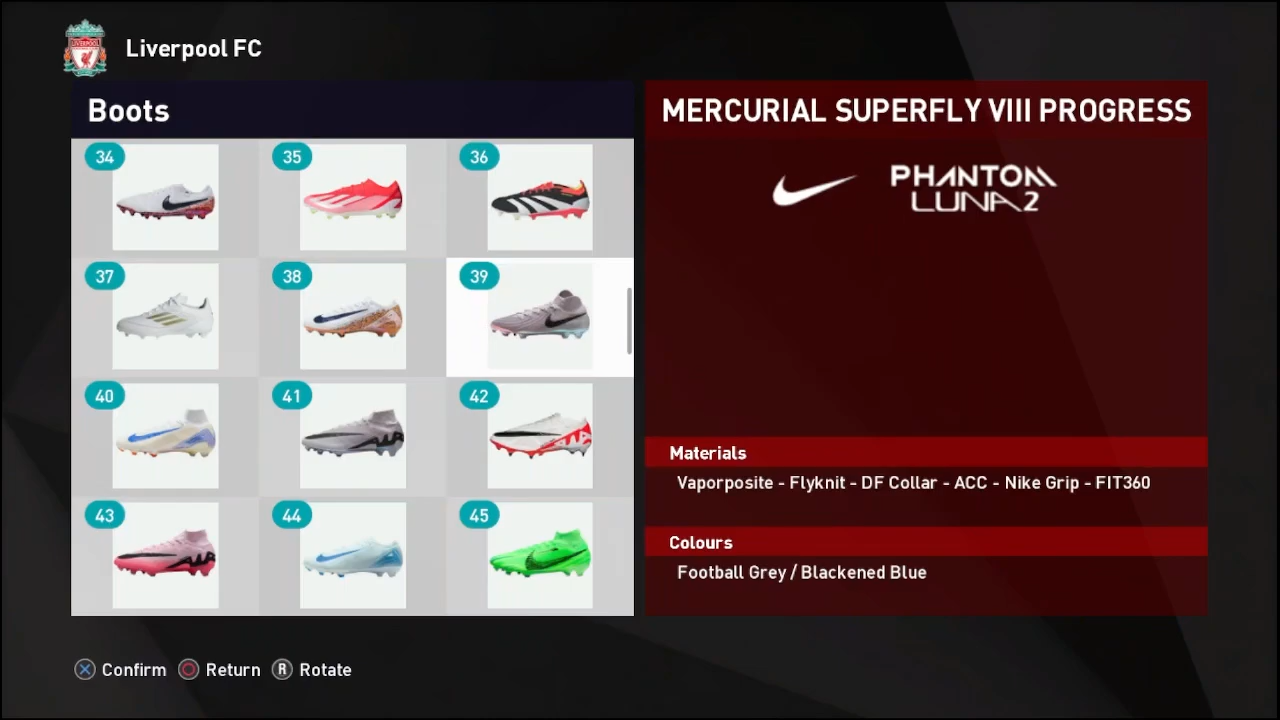 Liverpool FC
Boots
MERCURIAL SUPERFLY VIII PROGRESS
34
35
36
37
38
39
40
41
42
43
44
45
PHANTOM
LUNA 2
Materials
Vaporposite - Flyknit - DF Collar - ACC - Nike Grip - FIT360
Colours
Football Grey / Blackened Blue
Confirm
Return
R Rotate